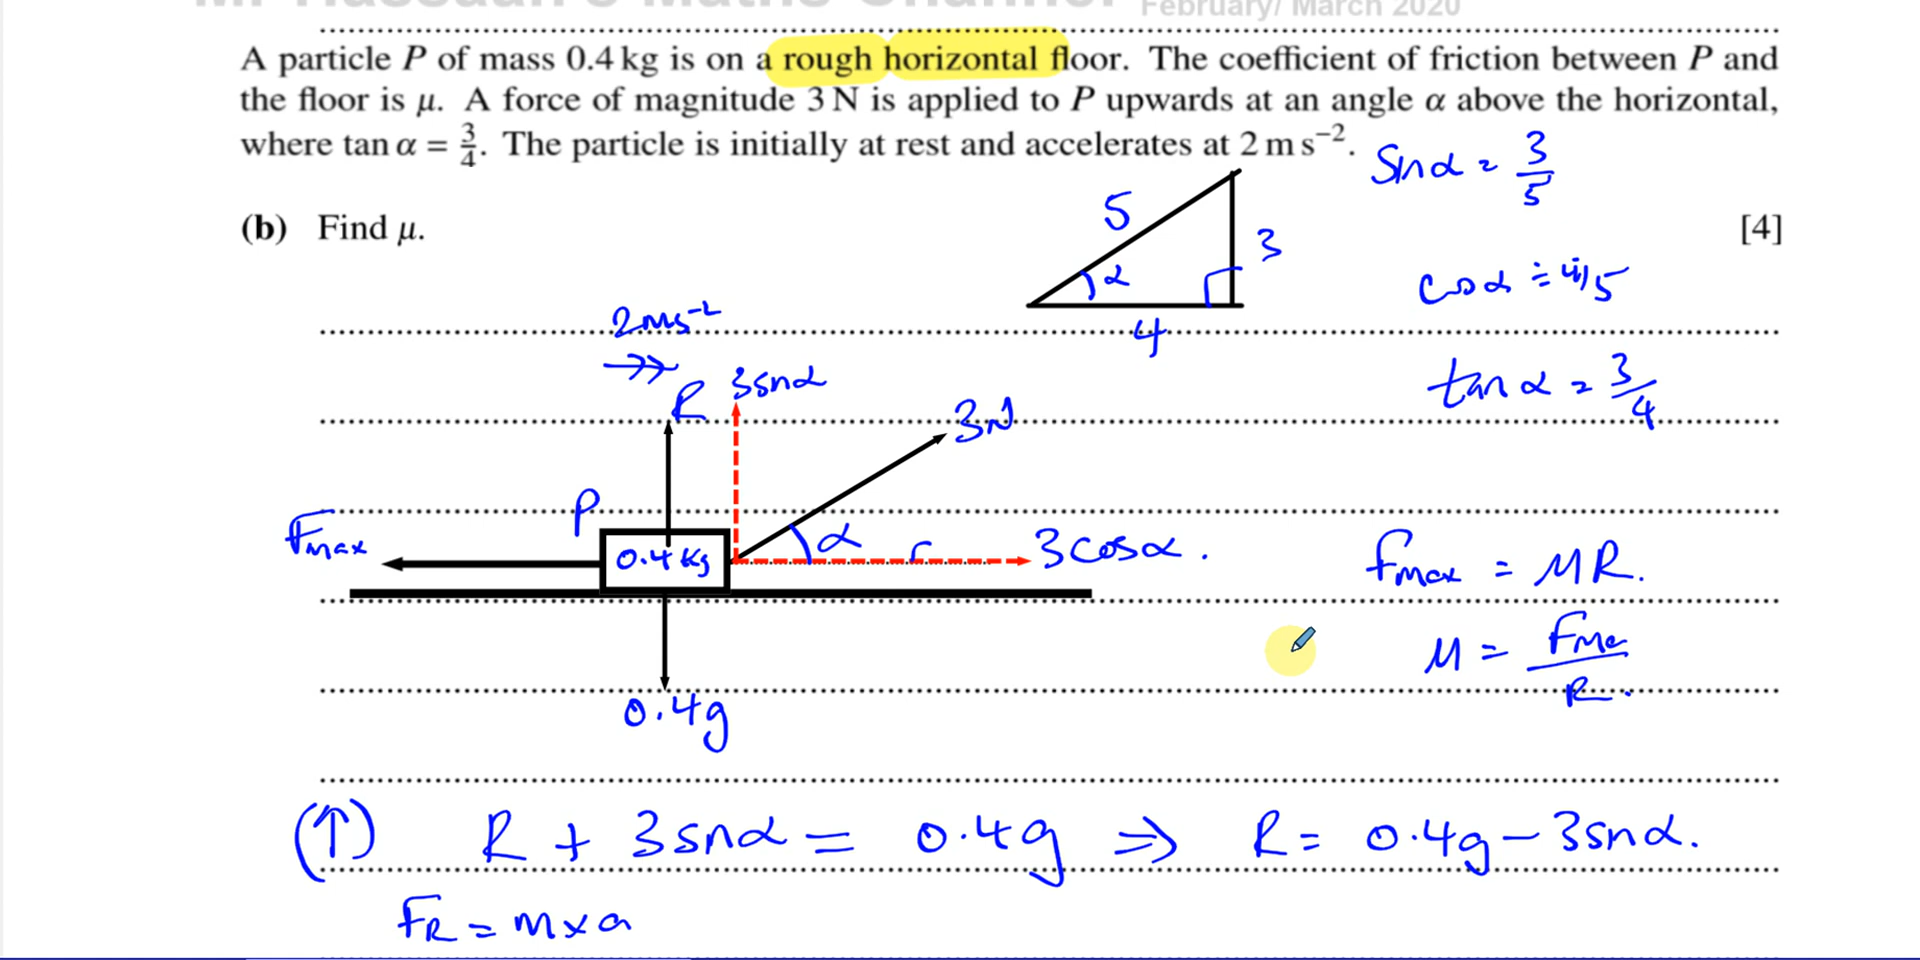 February/ March 2020
A particle P of mass 0.4 kg is on a rough horizontal floor. The coefficient of friction between P and
the floor is μ. A force of magnitude 3 N is applied to P upwards at an angle α above the horizontal,
where tan α = 3/4. The particle is initially at rest and accelerates at 2 m s⁻².
Sinα = 3/5
(b) Find μ. [4]
5
3
α
4
cosα = 4/5
2ms⁻²
tanα = 3/4
R
3sinα
3N
P
Fmax
0.4 kg
α
3cosα.
Fmax = μR.
μ = Fma
R.
0.4g
(↑) R + 3sinα = 0.4g ⇒ R = 0.4g - 3sinα.
FR = m×a